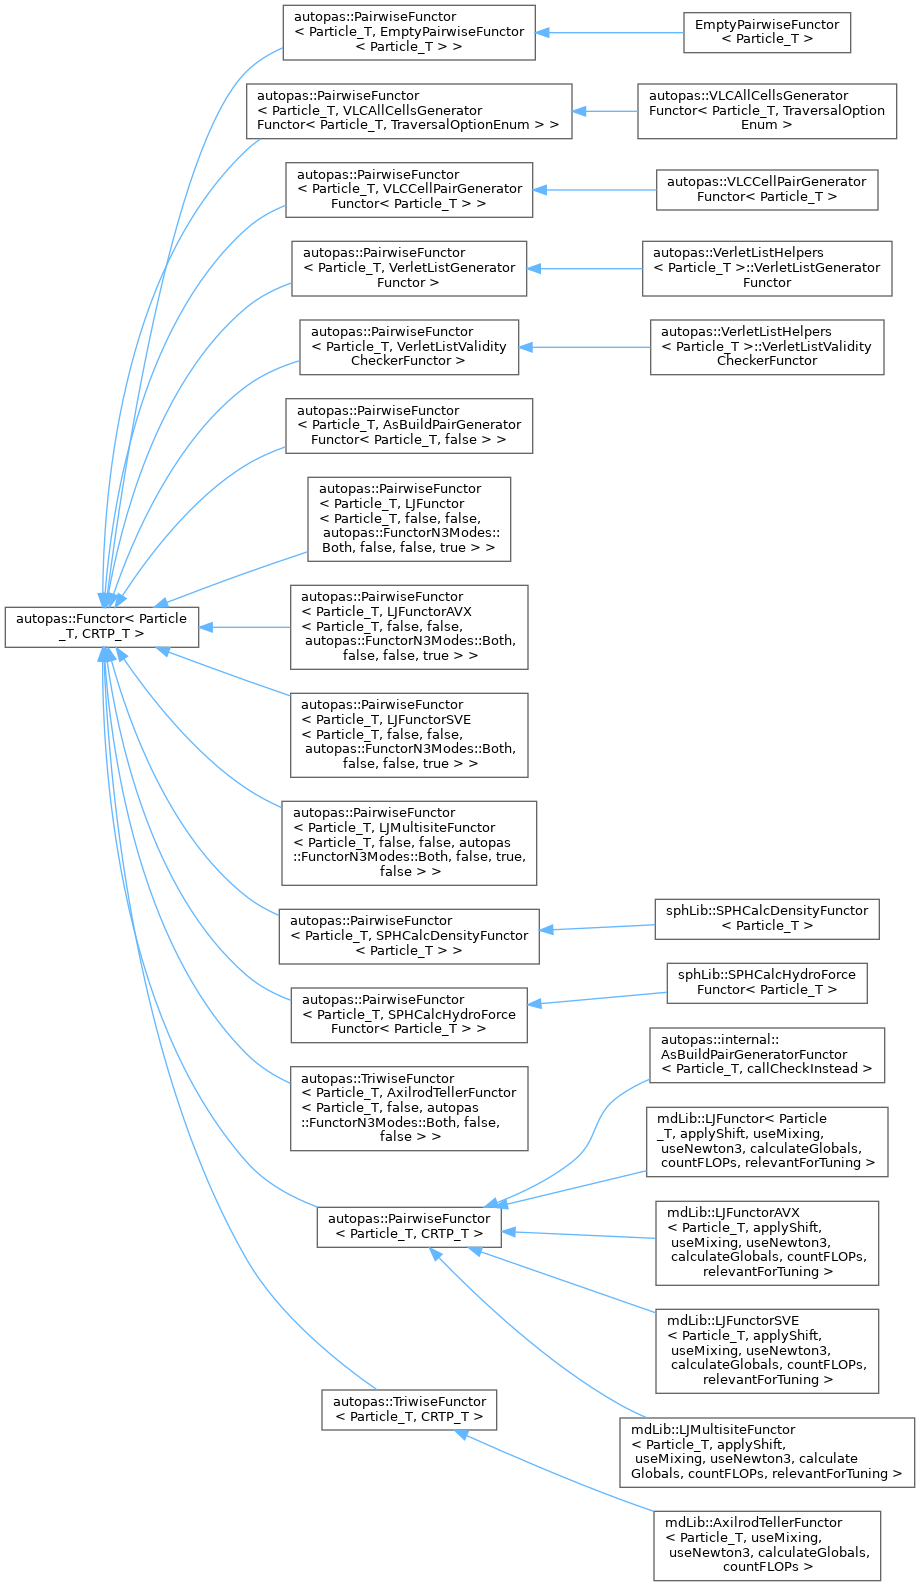 autopas::PairwiseFunctor
< Particle_T, EmptyPairwiseFunctor
< Particle_T > >
EmptyPairwiseFunctor
< Particle_T >
autopas::PairwiseFunctor
< Particle_T, VLCAllCellsGenerator
Functor< Particle_T, TraversalOptionEnum > >
autopas::VLCAllCellsGenerator
Functor< Particle_T, TraversalOption
Enum >
autopas::PairwiseFunctor
< Particle_T, VLCCellPairGenerator
Functor< Particle_T > >
autopas::VLCCellPairGenerator
Functor< Particle_T >
autopas::PairwiseFunctor
< Particle_T, VerletListGenerator
Functor >
autopas::VerletListHelpers
< Particle_T >::VerletListGenerator
Functor
autopas::PairwiseFunctor
< Particle_T, VerletListValidity
CheckerFunctor >
autopas::VerletListHelpers
< Particle_T >::VerletListValidity
CheckerFunctor
autopas::PairwiseFunctor
< Particle_T, AsBuildPairGenerator
Functor< Particle_T, false > >
autopas::PairwiseFunctor
< Particle_T, LJFunctor
< Particle_T, false, false,
autopas::FunctorN3Modes::
Both, false, false, true > >
autopas::PairwiseFunctor
< Particle_T, LJFunctorAVX
< Particle_T, false, false,
autopas::FunctorN3Modes::Both,
false, false, true > >
autopas::Functor< Particle
_T, CRTP_T >
autopas::PairwiseFunctor
< Particle_T, LJFunctorSVE
< Particle_T, false, false,
autopas::FunctorN3Modes::Both,
false, false, true > >
autopas::PairwiseFunctor
< Particle_T, LJMultisiteFunctor
< Particle_T, false, false, autopas
::FunctorN3Modes::Both, false, true,
false > >
autopas::PairwiseFunctor
< Particle_T, SPHCalcDensityFunctor
< Particle_T > >
sphLib::SPHCalcDensityFunctor
< Particle_T >
autopas::PairwiseFunctor
< Particle_T, SPHCalcHydroForce
Functor< Particle_T > >
sphLib::SPHCalcHydroForce
Functor< Particle_T >
autopas::TriwiseFunctor
< Particle_T, AxilrodTellerFunctor
< Particle_T, false, autopas
::FunctorN3Modes::Both, false,
false > >
autopas::internal::
AsBuildPairGeneratorFunctor
< Particle_T, callCheckInstead >
mdLib::LJFunctor< Particle
_T, applyShift, useMixing,
useNewton3, calculateGlobals,
countFLOPs, relevantForTuning >
autopas::PairwiseFunctor
< Particle_T, CRTP_T >
mdLib::LJFunctorAVX
< Particle_T, applyShift,
useMixing, useNewton3,
calculateGlobals, countFLOPs,
relevantForTuning >
mdLib::LJFunctorSVE
< Particle_T, applyShift,
useMixing, useNewton3,
calculateGlobals, countFLOPs,
relevantForTuning >
autopas::TriwiseFunctor
< Particle_T, CRTP_T >
mdLib::LJMultisiteFunctor
< Particle_T, applyShift,
useMixing, useNewton3, calculate
Globals, countFLOPs, relevantForTuning >
mdLib::AxilrodTellerFunctor
< Particle_T, useMixing,
useNewton3, calculateGlobals,
countFLOPs >